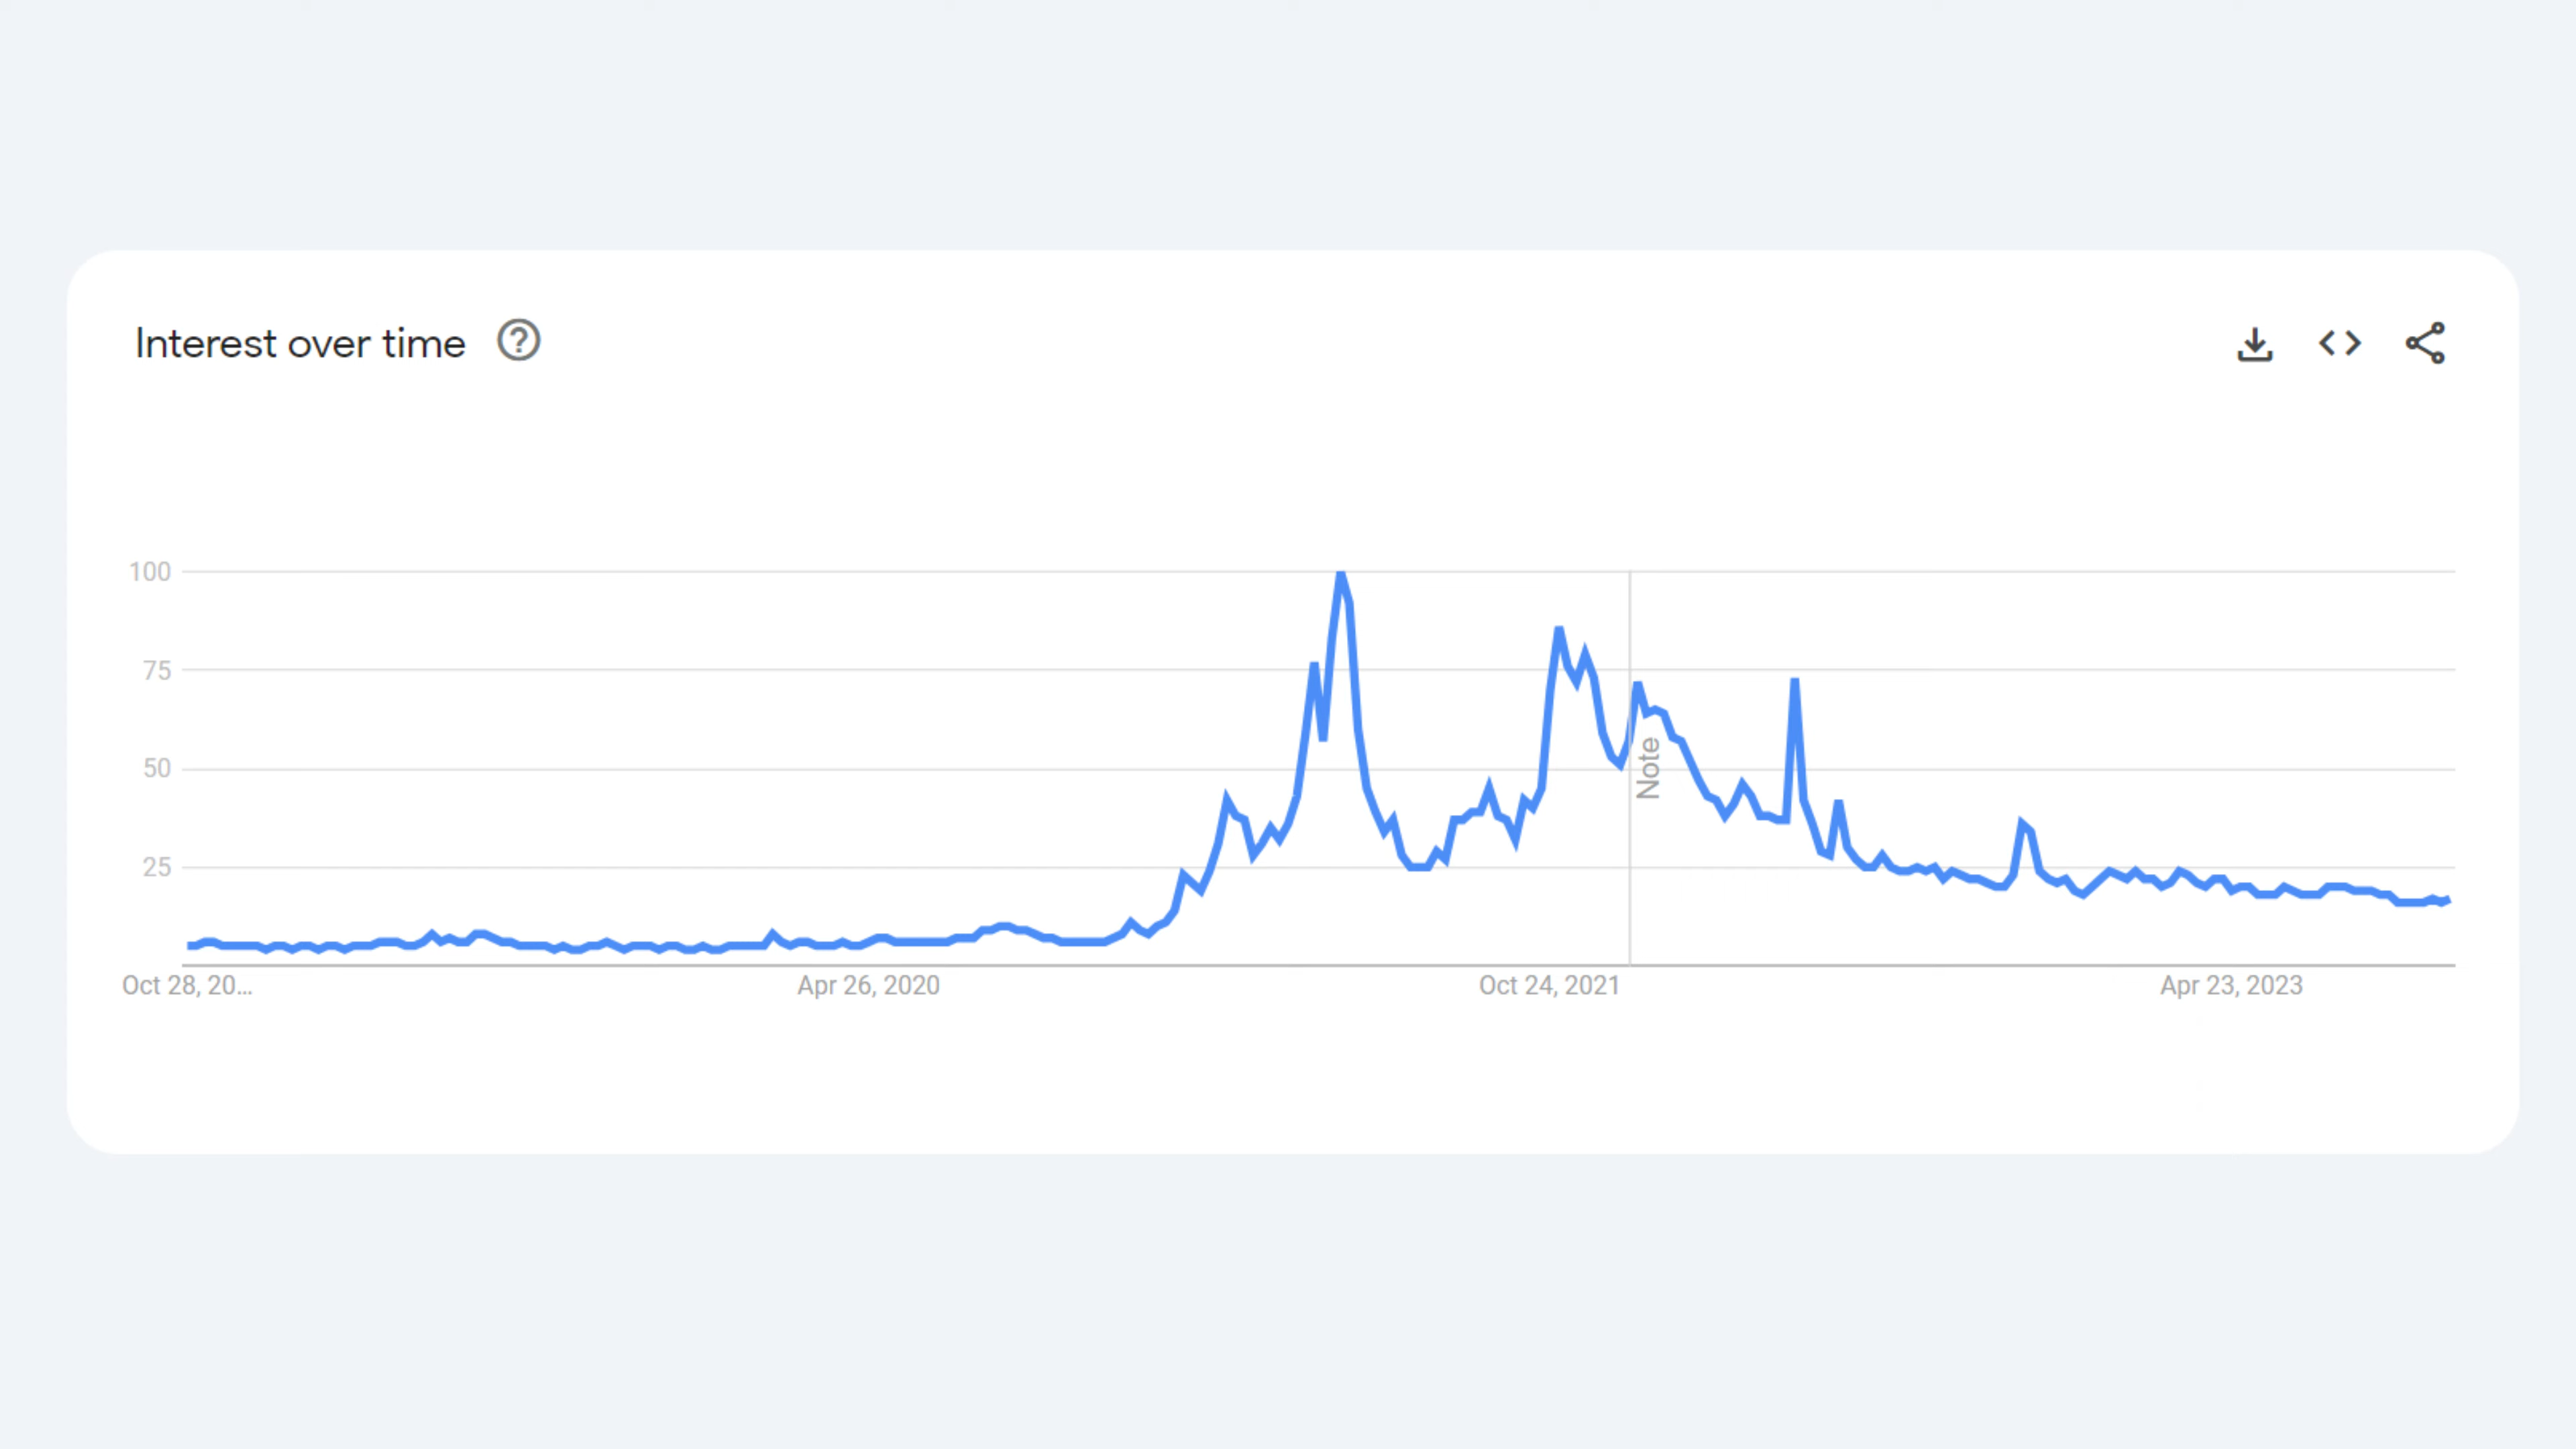 Interest over time
100
75
50
25
Note
Oct 28, 20...
Apr 26, 2020
Oct 24, 2021
Apr 23, 2023